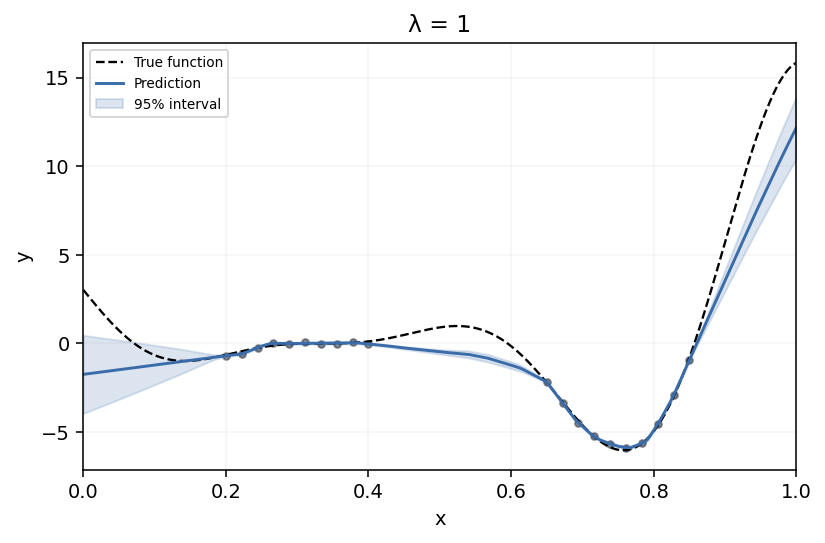 λ = 1
True function
Prediction
95% interval
15
10
5
0
−5
y
0.0 0.2 0.4 0.6 0.8 1.0
x